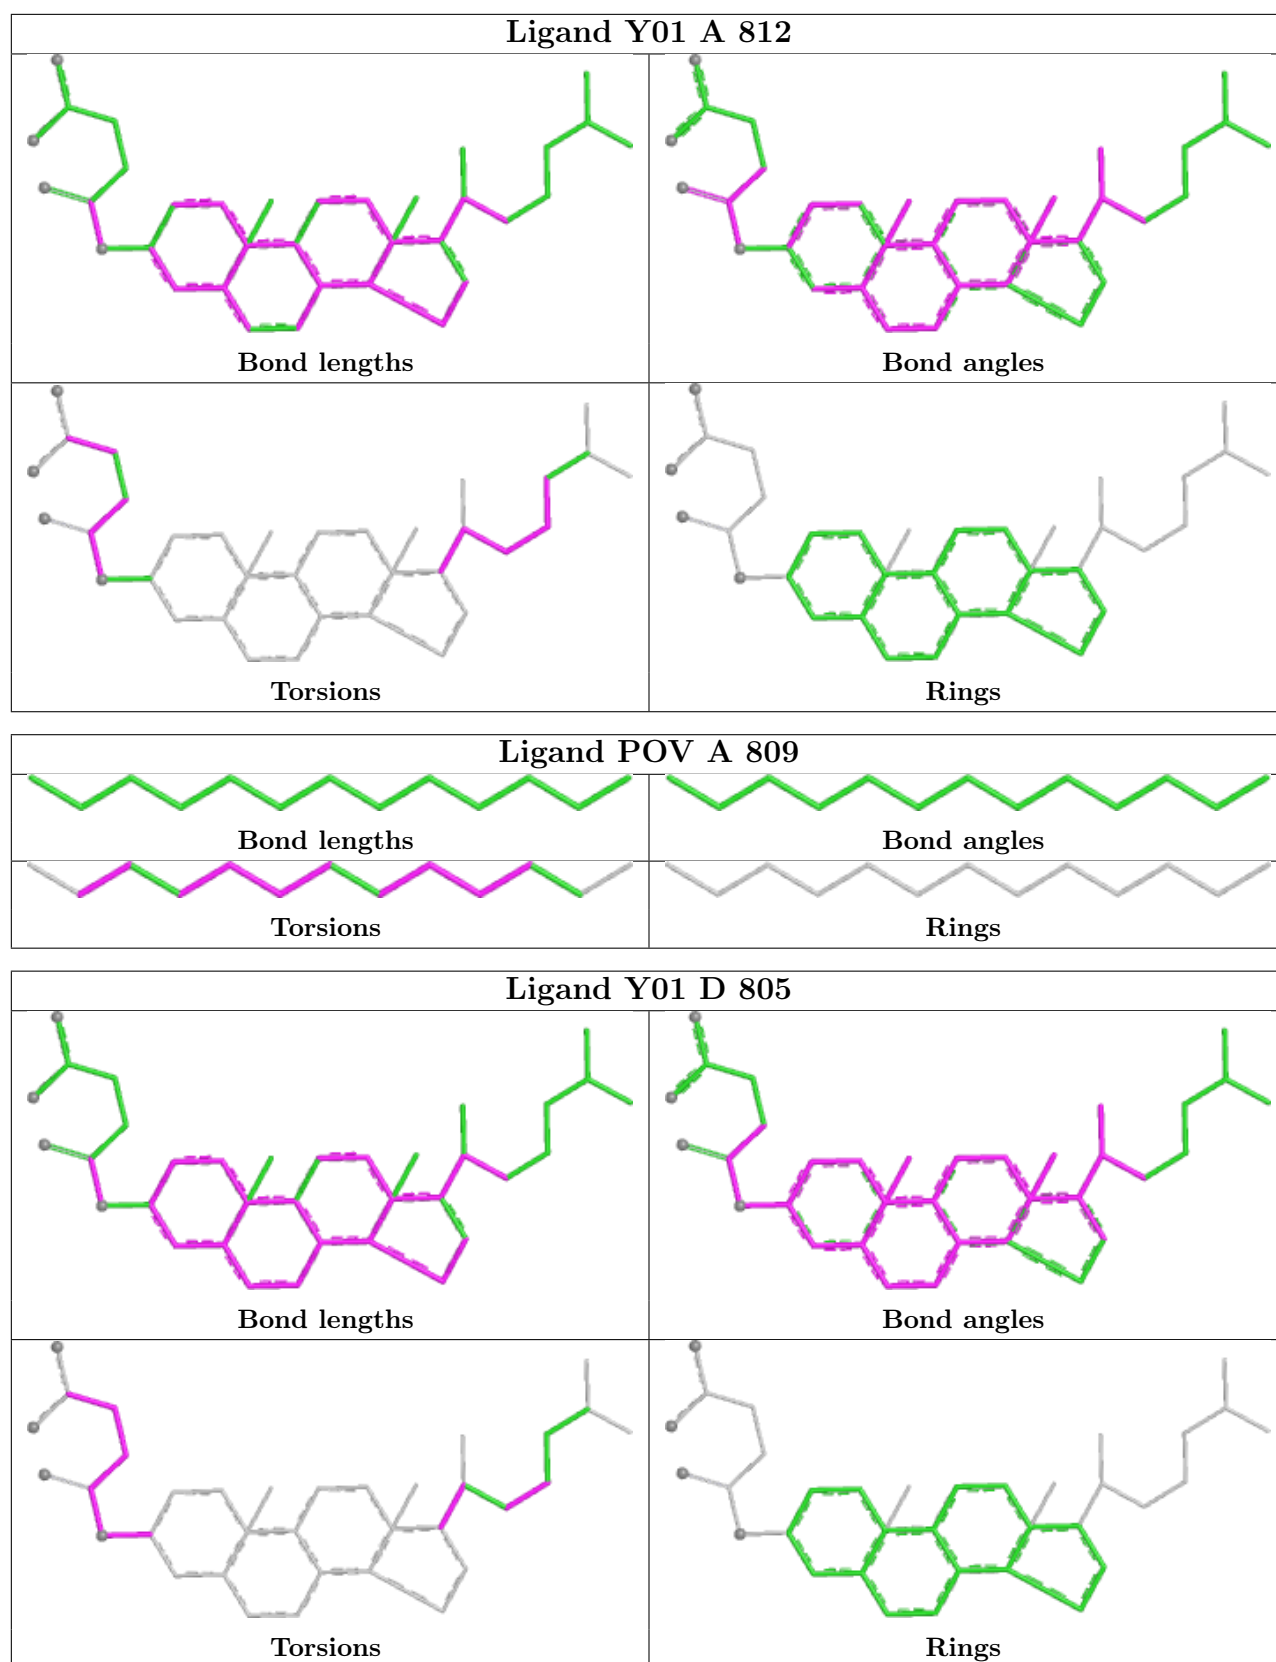 Ligand Y01 A 812
Bond lengths
Bond angles
Torsions
Rings
Ligand POV A 809
Bond lengths
Bond angles
Torsions
Rings
Ligand Y01 D 805
Bond lengths
Bond angles
Torsions
Rings